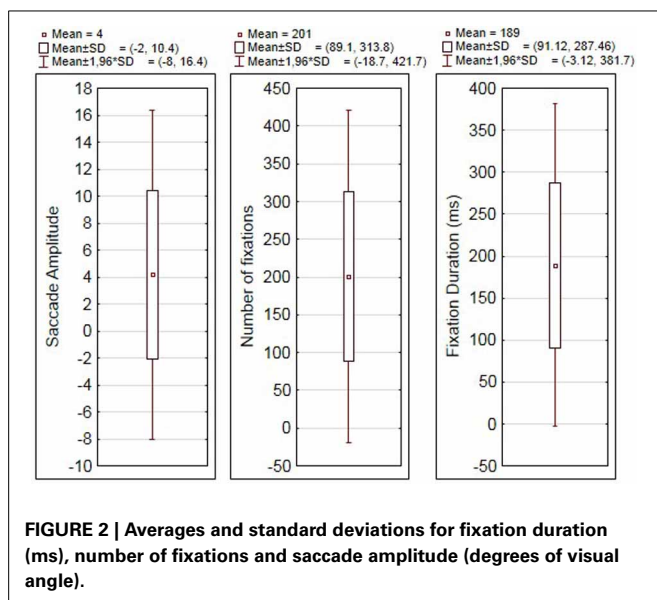 Mean = 4
Mean±SD = (-2, 10.4)
Mean±1,96*SD = (-8, 16.4)
18
16
14
12
10
8
6
4
2
0
-2
-4
-6
-8
-10
Saccade Amplitude
Mean = 201
Mean±SD = (89.1, 313.8)
Mean±1,96*SD = (-18.7, 421.7)
450
400
350
300
250
200
150
100
50
0
-50
Number of fixations
Mean = 189
Mean±SD = (91.12, 287.46)
Mean±1,96*SD = (-3.12, 381.7)
400
350
300
250
200
150
100
50
0
-50
Fixation Duration (ms)
FIGURE 2 | Averages and standard deviations for fixation duration
(ms), number of fixations and saccade amplitude (degrees of visual
angle).